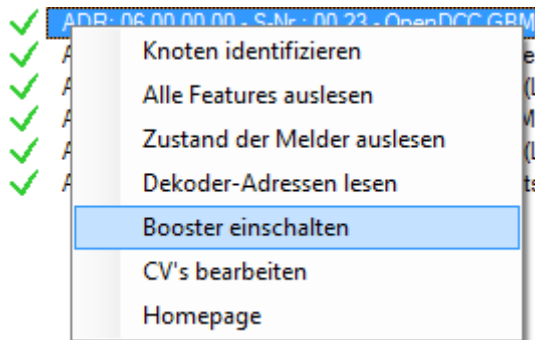 ADR: 06.00.00.00 - S-Nr.: 00.23 - OpenDCC GBM
Knoten identifizieren
Alle Features auslesen
Zustand der Melder auslesen
Dekoder-Adressen lesen
Booster einschalten
CV's bearbeiten
Homepage